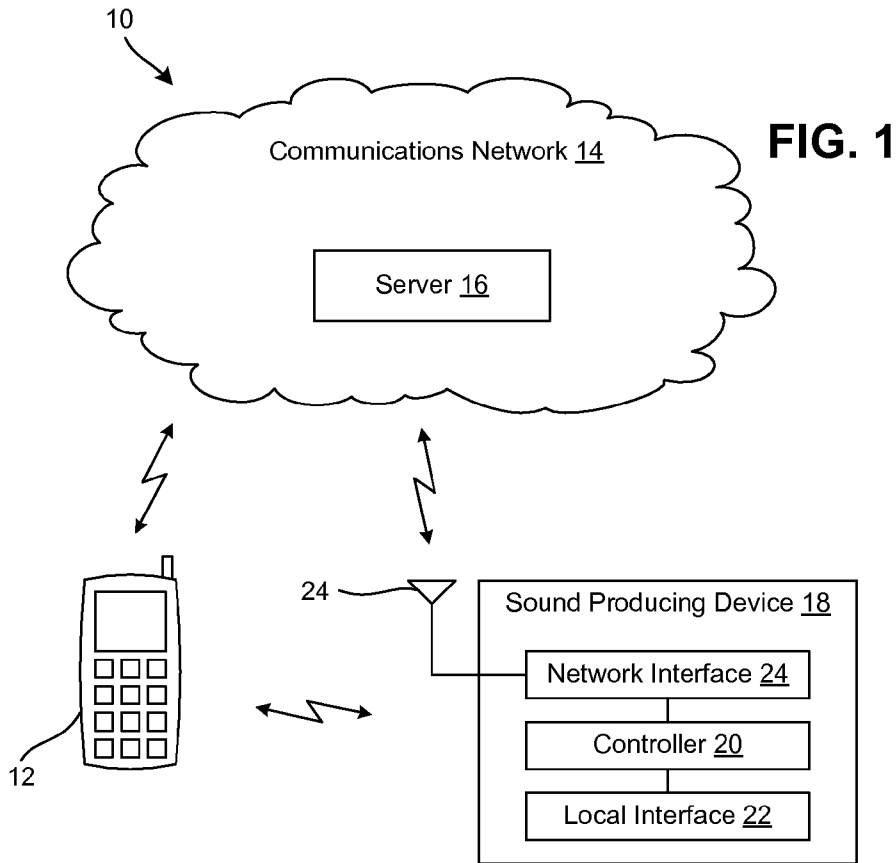 10
FIG. 1
Communications Network 14
Server 16
24
Sound Producing Device 18
Network Interface 24
Controller 20
Local Interface 22
12